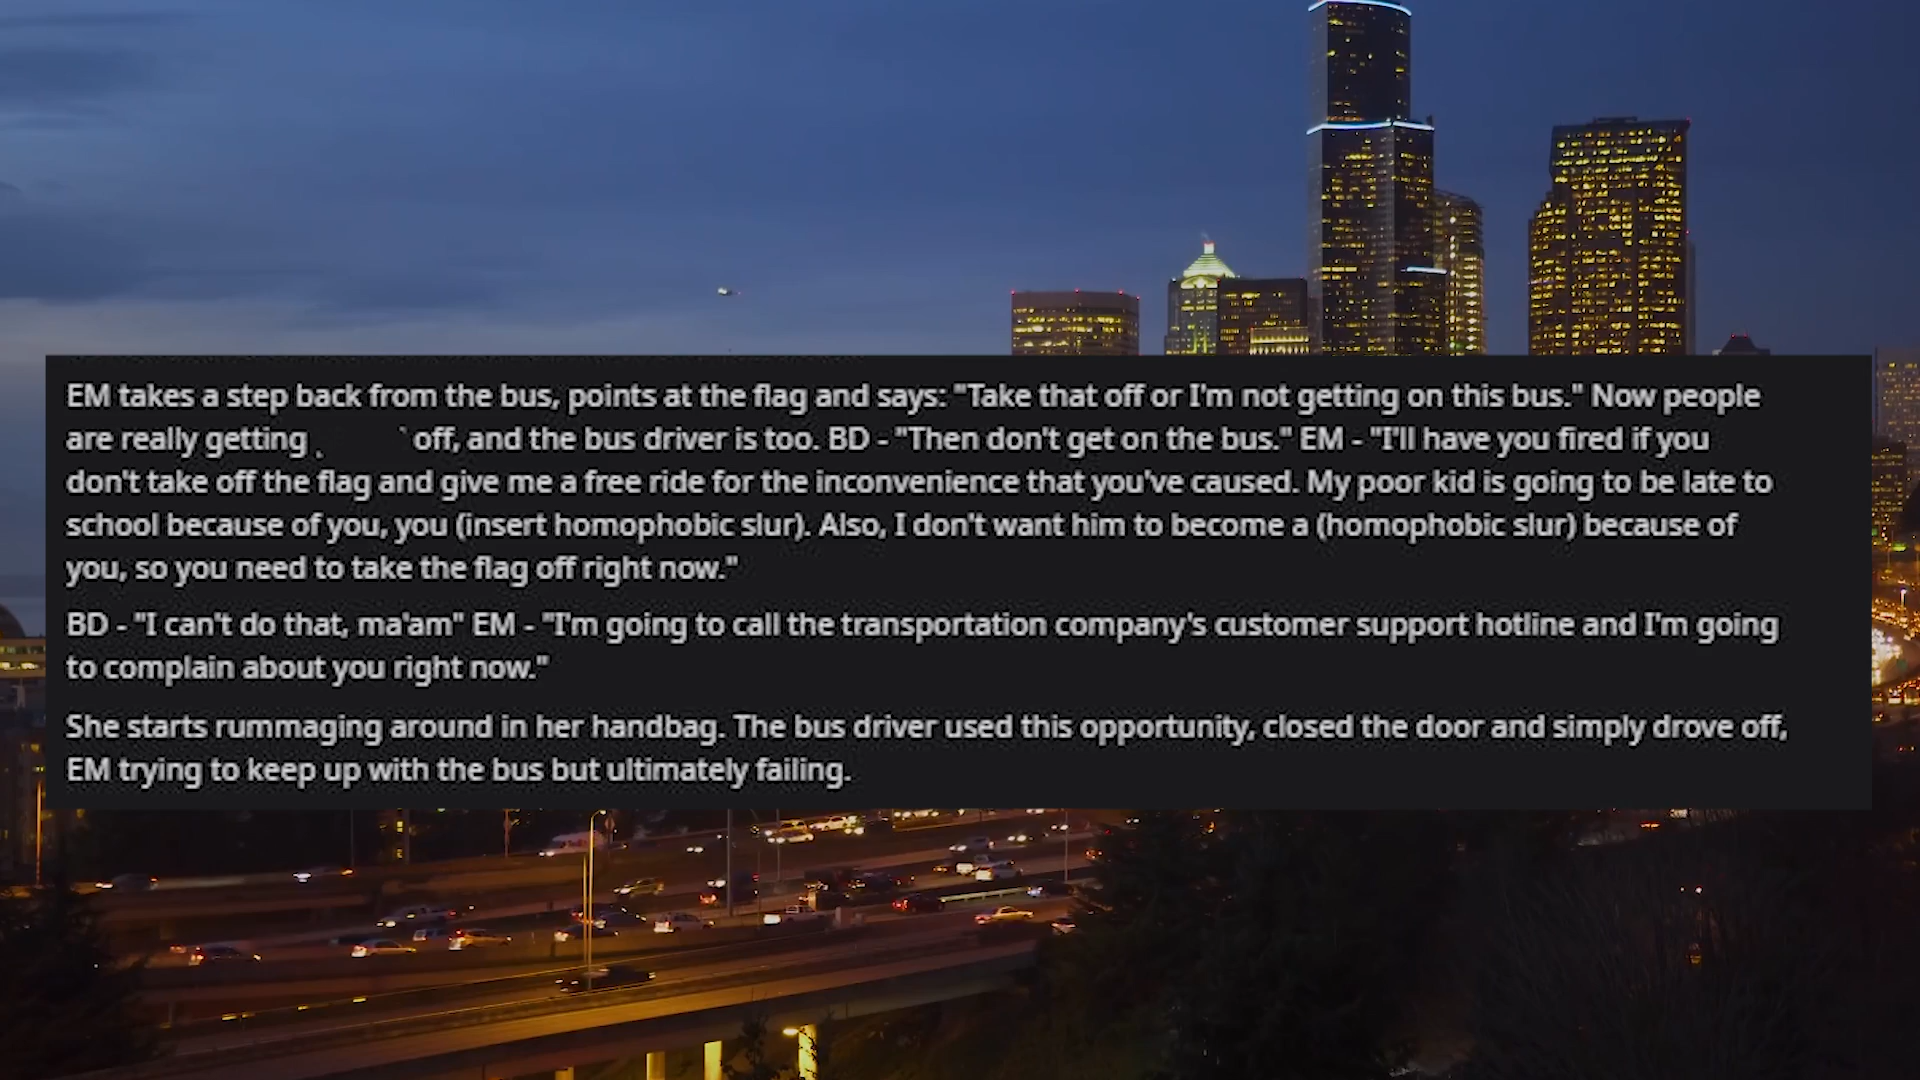 EM takes a step back from the bus, points at the flag and says: "Take that off or I'm not getting on this bus." Now people
are really getting off, and the bus driver is too. BD - "Then don't get on the bus." EM - "I'll have you fired if you
don't take off the flag and give me a free ride for the inconvenience that you've caused. My poor kid is going to be late to
school because of you, you (insert homophobic slur). Also, I don't want him to become a (homophobic slur) because of
you, so you need to take the flag off right now."
BD - "I can't do that, ma'am" EM - "I'm going to call the transportation company's customer support hotline and I'm going
to complain about you right now."
She starts rummaging around in her handbag. The bus driver used this opportunity, closed the door and simply drove off,
EM trying to keep up with the bus but ultimately failing.